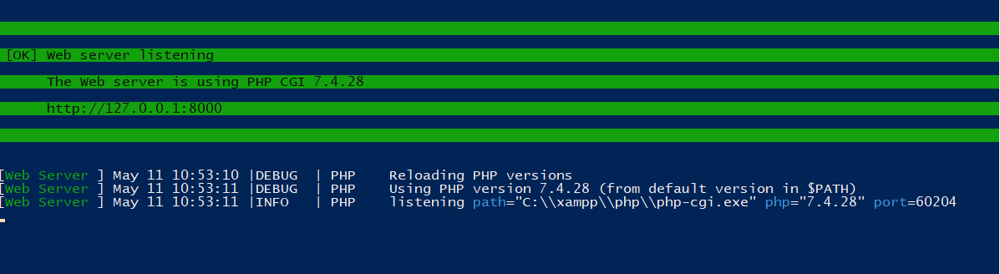 [OK] Web server listening
The Web server is using PHP CGI 7.4.28
http://127.0.0.1:8000
[Web Server ] May 11 10:53:10 |DEBUG | PHP Reloading PHP versions
[Web Server ] May 11 10:53:11 |DEBUG | PHP Using PHP version 7.4.28 (from default version in $PATH)
[Web Server ] May 11 10:53:11 |INFO | PHP listening path="C:\\xampp\\php\\php-cgi.exe" php="7.4.28" port=60204